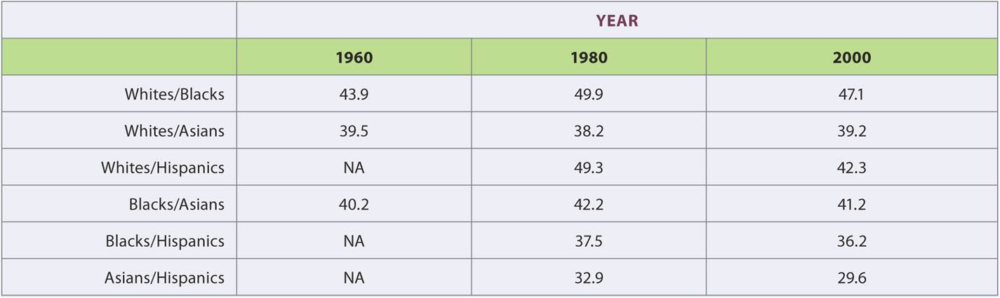 YEAR
1960 1980 2000
Whites/Blacks 43.9 49.9 47.1
Whites/Asians 39.5 38.2 39.2
Whites/Hispanics NA 49.3 42.3
Blacks/Asians 40.2 42.2 41.2
Blacks/Hispanics NA 37.5 36.2
Asians/Hispanics NA 32.9 29.6